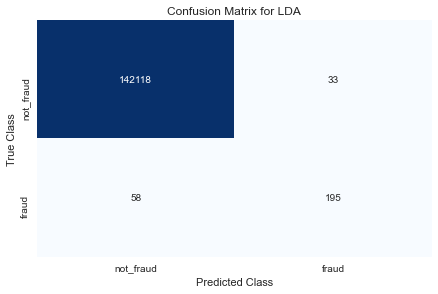 Confusion Matrix for LDA
True Class
not_fraud
142118
33
fraud
58
195
not_fraud
fraud
Predicted Class